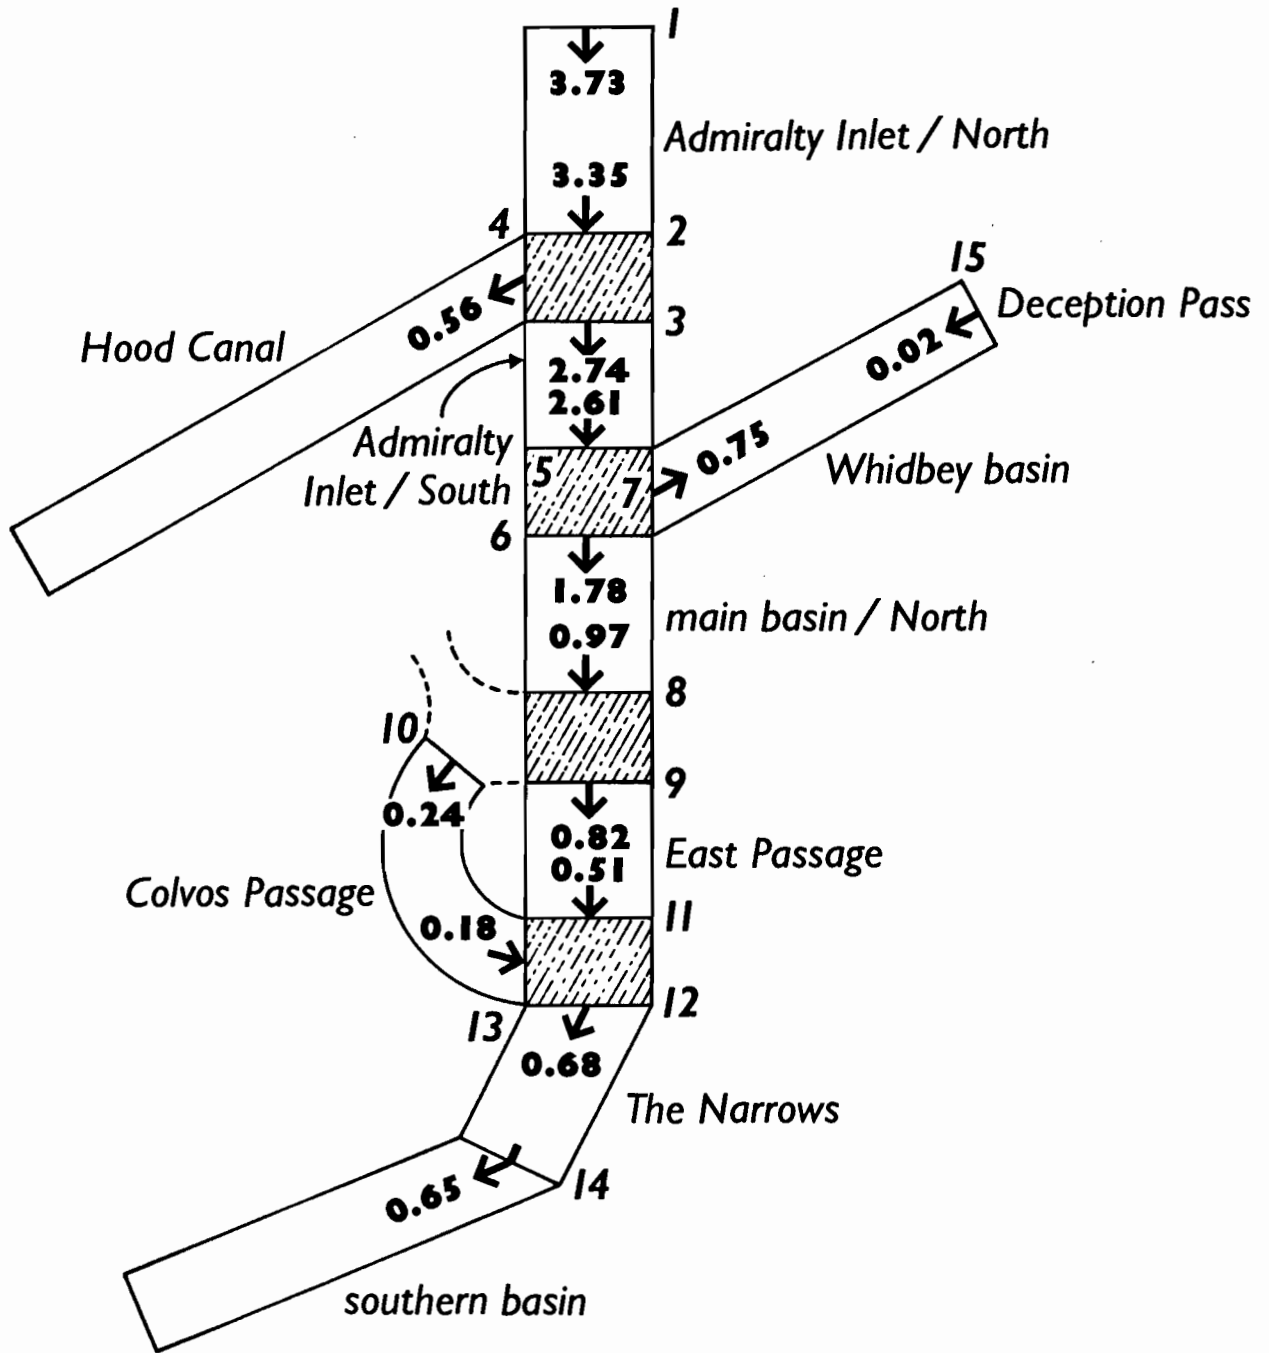 1
3.73
Admiralty Inlet / North
3.35
4
2
15
Deception Pass
0.56
3
0.02
Hood Canal
2.74
2.61
Admiralty
Inlet / South
5
7
0.75
Whidbey basin
6
1.78
main basin / North
0.97
8
10
9
0.24
0.82
East Passage
0.51
Colvos Passage
11
0.18
12
13
0.68
The Narrows
14
0.65
southern basin